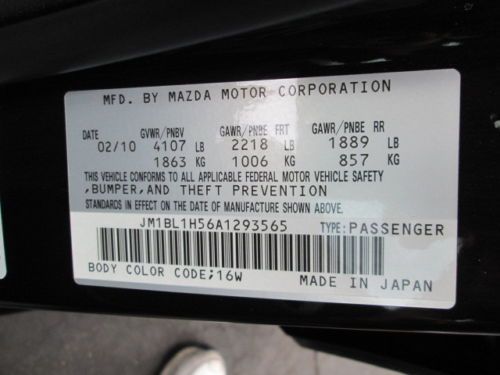 MFD. BY MAZDA MOTOR CORPORATION
DATE GVWR/PNBV GAWR/PNBE FRT GAWR/PNBE RR
02/10 4107 LB 2218 LB 1889 LB
1863 KG 1006 KG 857 KG
THIS VEHICLE CONFORMS TO ALL APPLICABLE FEDERAL MOTOR VEHICLE SAFETY
,BUMPER,AND THEFT PREVENTION
STANDARDS IN EFFECT ON THE DATE OF MANUFACTURE SHOWN ABOVE.
JM1BL1H56A1293565 TYPE:PASSENGER
BODY COLOR CODE;16W MADE IN JAPAN